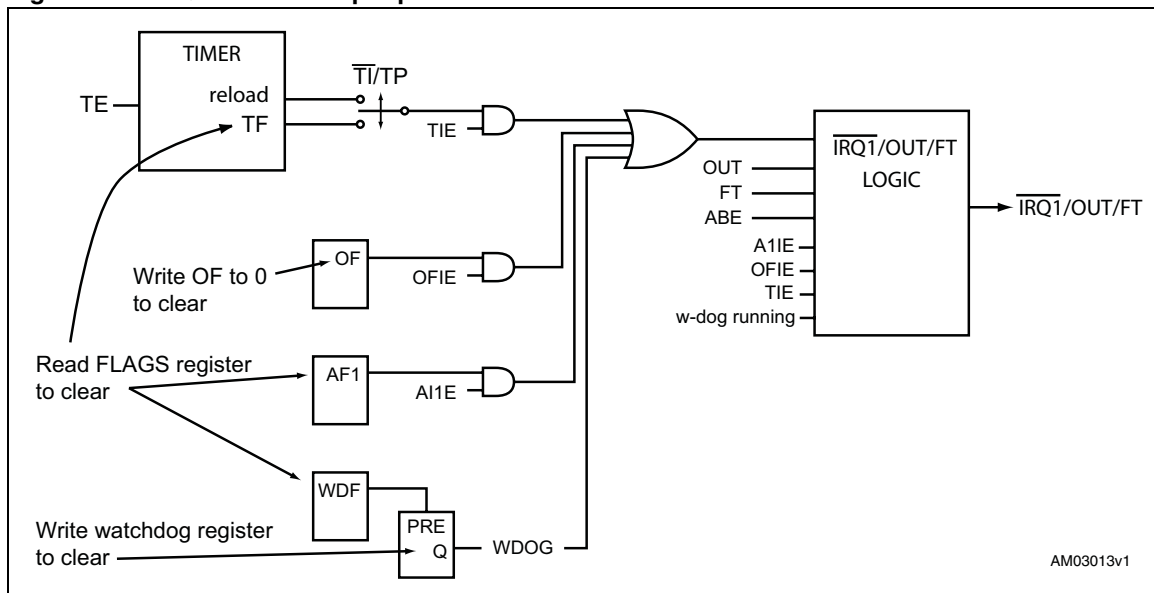 TIMER
reload
TF
TE
TI/TP
TIE
OUT
FT
ABE
A1IE
OFIE
TIE
w-dog running
IRQ1/OUT/FT
LOGIC
IRQ1/OUT/FT
Write OF to 0
to clear
OF
OFIE
Read FLAGS register
to clear
AF1
AI1E
WDF
Write watchdog register
to clear
PRE
Q
WDOG
AM03013v1